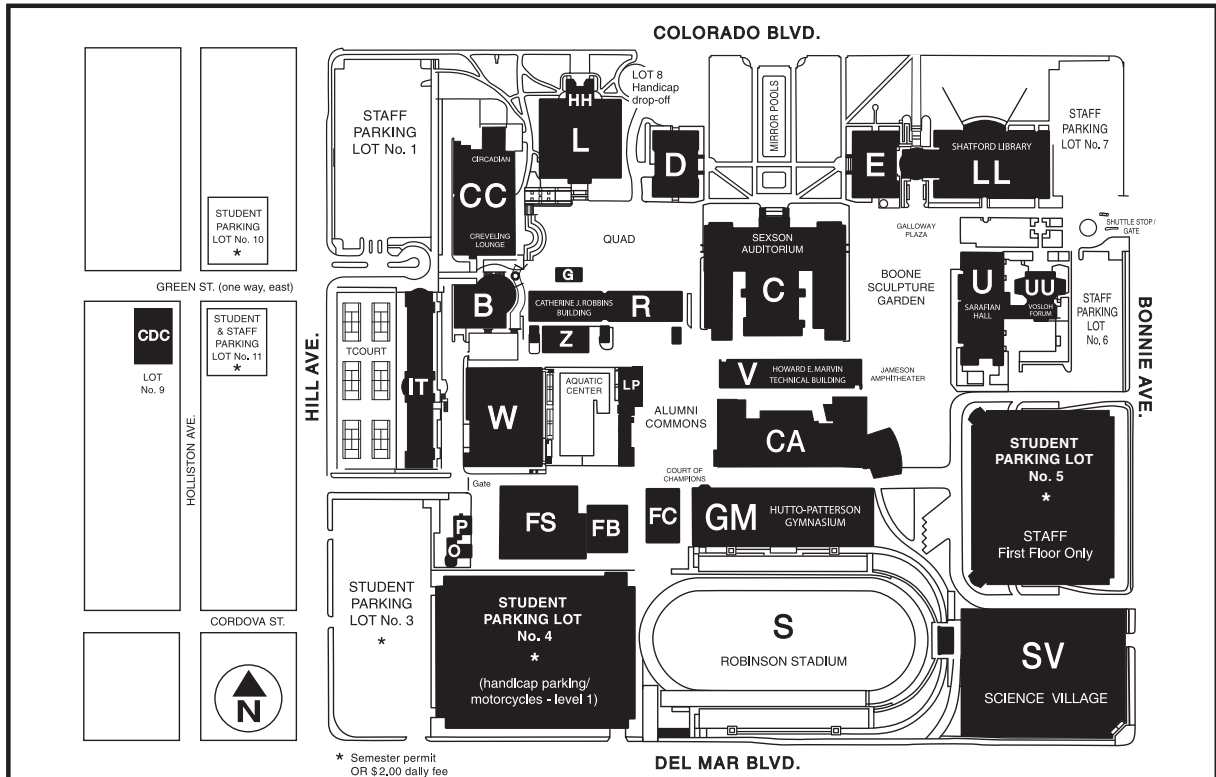 COLORADO BLVD.
STAFF
PARKING
LOT No. 1
HH
L
LOT 8
Handicap
drop-off
D
MIRROR POOLS
E
SHATFORD LIBRARY
LL
STAFF
PARKING
LOT No. 7
CIRCADIAN
CC
CREVELING
LOUNGE
STUDENT
PARKING
LOT No. 10
*
QUAD
SEXSON
AUDITORIUM
C
GALLOWAY
PLAZA
SHUTTLE STOP /
GATE
GREEN ST. (one way, east)
G
B
CATHERINE J. ROBBINS
BUILDING
R
Z
BOONE
SCULPTURE
GARDEN
U
SARAFIAN
HALL
UU
VOSLOH
FORUM
STAFF
PARKING
LOT
No. 6
BONNIE AVE.
CDC
LOT
No. 9
STUDENT
& STAFF
PARKING
LOT No. 11
*
HOLLISTON AVE.
HILL AVE.
TCOURT
IT
W
AQUATIC
CENTER
LP
ALUMNI
COMMONS
V
HOWARD E. MARVIN
TECHNICAL BUILDING
JAMESON
AMPHITHEATER
CA
STUDENT
PARKING LOT
No. 5
*
STAFF
First Floor Only
COURT OF
CHAMPIONS
Gate
P
O
FS
FB
FC
GM
HUTTO-PATTERSON
GYMNASIUM
STUDENT
PARKING
LOT No. 3
*
STUDENT
PARKING LOT
No. 4
*
(handicap parking/
motorcycles - level 1)
S
ROBINSON STADIUM
SV
SCIENCE VILLAGE
CORDOVA ST.
N
* Semester permit
OR $2.00 daily fee
DEL MAR BLVD.